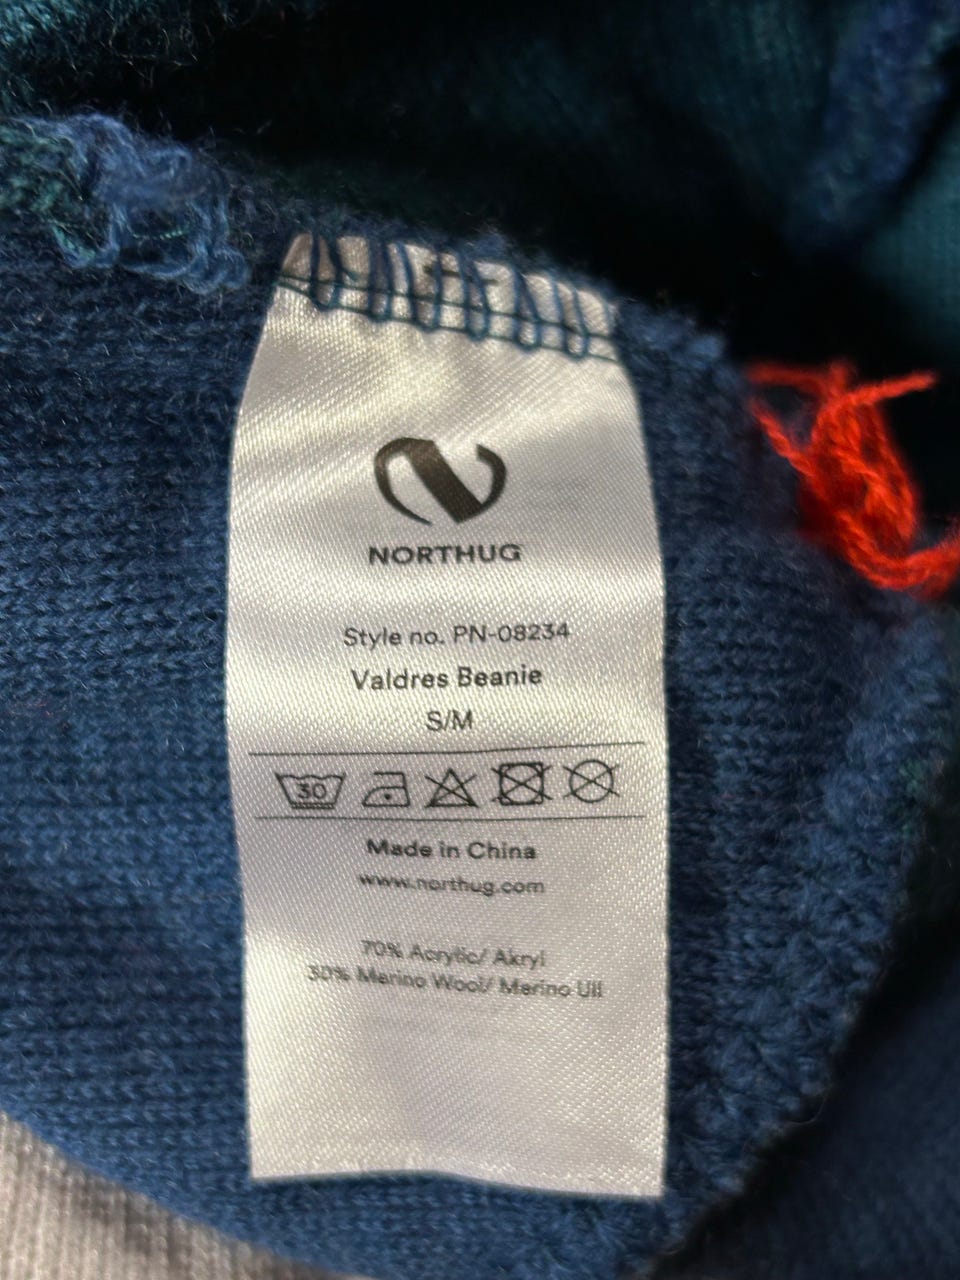 NORTHUG
Style no. PN-08234
Valdres Beanie
S/M
30
Made in China
www.northug.com
70% Acrylic/ Akryl
30% Merino Wool/ Merino Ull